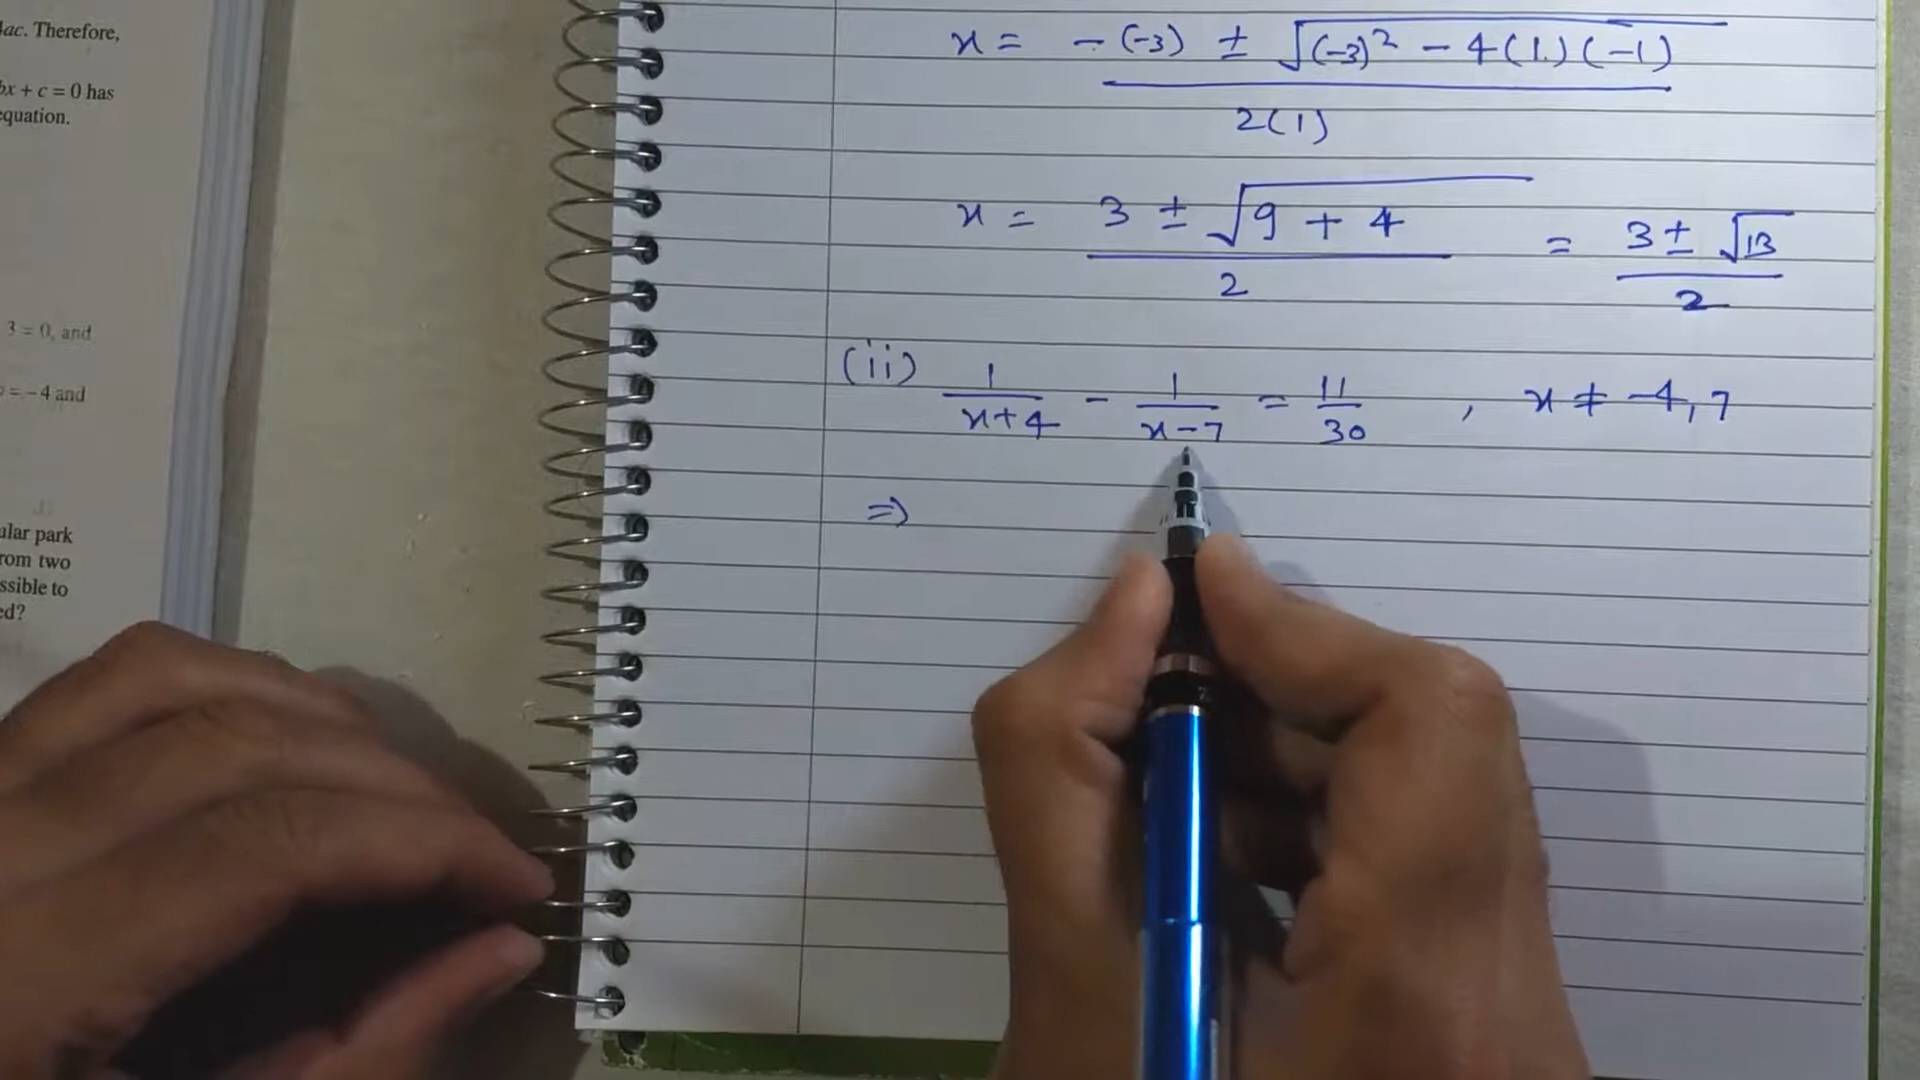 4ac. Therefore,
bx + c = 0 has
equation.
3 = 0, and
= – 4 and
ular park
rom two
ssible to
ed?
x = -(-3) ± √((-3)² - 4(1)(-1)) / 2(1)
x = (3 ± √(9 + 4)) / 2 = (3 ± √13) / 2
(ii) 1/(x+4) - 1/(x-7) = 11/30 , x ≠ -4, 7
⇒